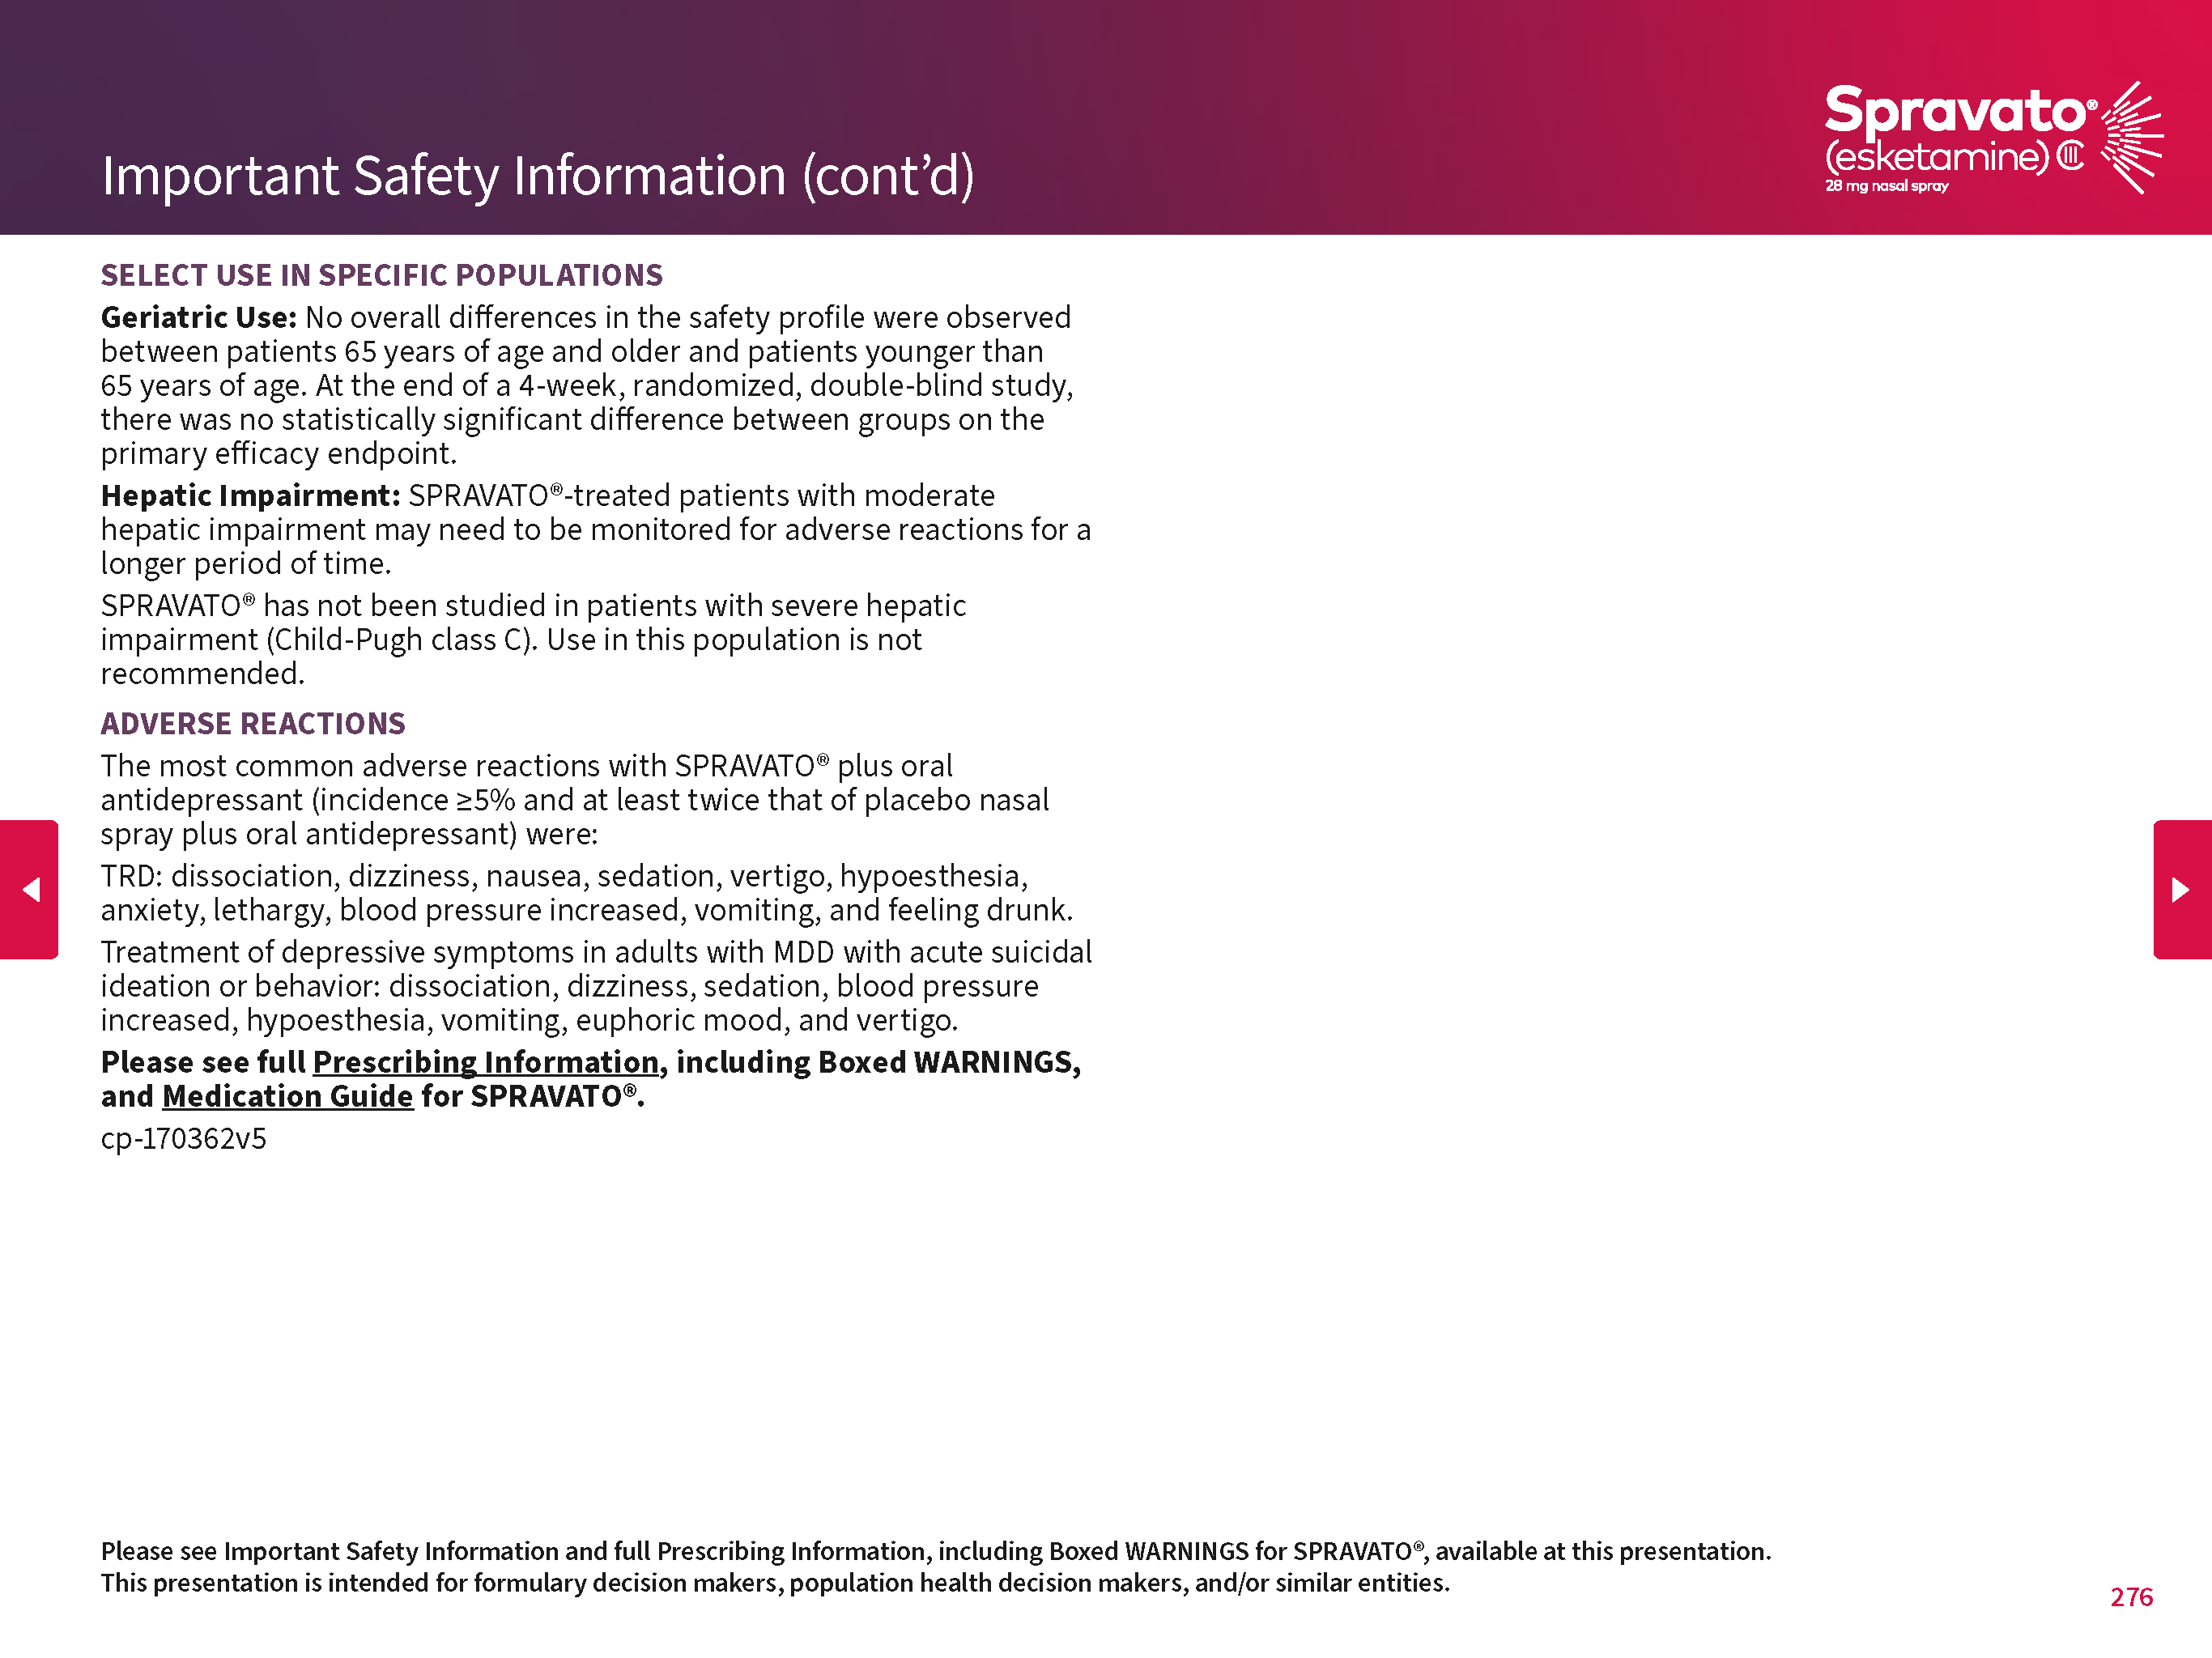 Important Safety Information (cont’d)
Spravato®
(esketamine) CIII
28 mg nasal spray
SELECT USE IN SPECIFIC POPULATIONS
Geriatric Use: No overall differences in the safety profile were observed
between patients 65 years of age and older and patients younger than
65 years of age. At the end of a 4-week, randomized, double-blind study,
there was no statistically significant difference between groups on the
primary efficacy endpoint.
Hepatic Impairment: SPRAVATO®-treated patients with moderate
hepatic impairment may need to be monitored for adverse reactions for a
longer period of time.
SPRAVATO® has not been studied in patients with severe hepatic
impairment (Child-Pugh class C). Use in this population is not
recommended.
ADVERSE REACTIONS
The most common adverse reactions with SPRAVATO® plus oral
antidepressant (incidence ≥5% and at least twice that of placebo nasal
spray plus oral antidepressant) were:
TRD: dissociation, dizziness, nausea, sedation, vertigo, hypoesthesia,
anxiety, lethargy, blood pressure increased, vomiting, and feeling drunk.
Treatment of depressive symptoms in adults with MDD with acute suicidal
ideation or behavior: dissociation, dizziness, sedation, blood pressure
increased, hypoesthesia, vomiting, euphoric mood, and vertigo.
Please see full Prescribing Information, including Boxed WARNINGS,
and Medication Guide for SPRAVATO®.
cp-170362v5
Please see Important Safety Information and full Prescribing Information, including Boxed WARNINGS for SPRAVATO®, available at this presentation.
This presentation is intended for formulary decision makers, population health decision makers, and/or similar entities.
276